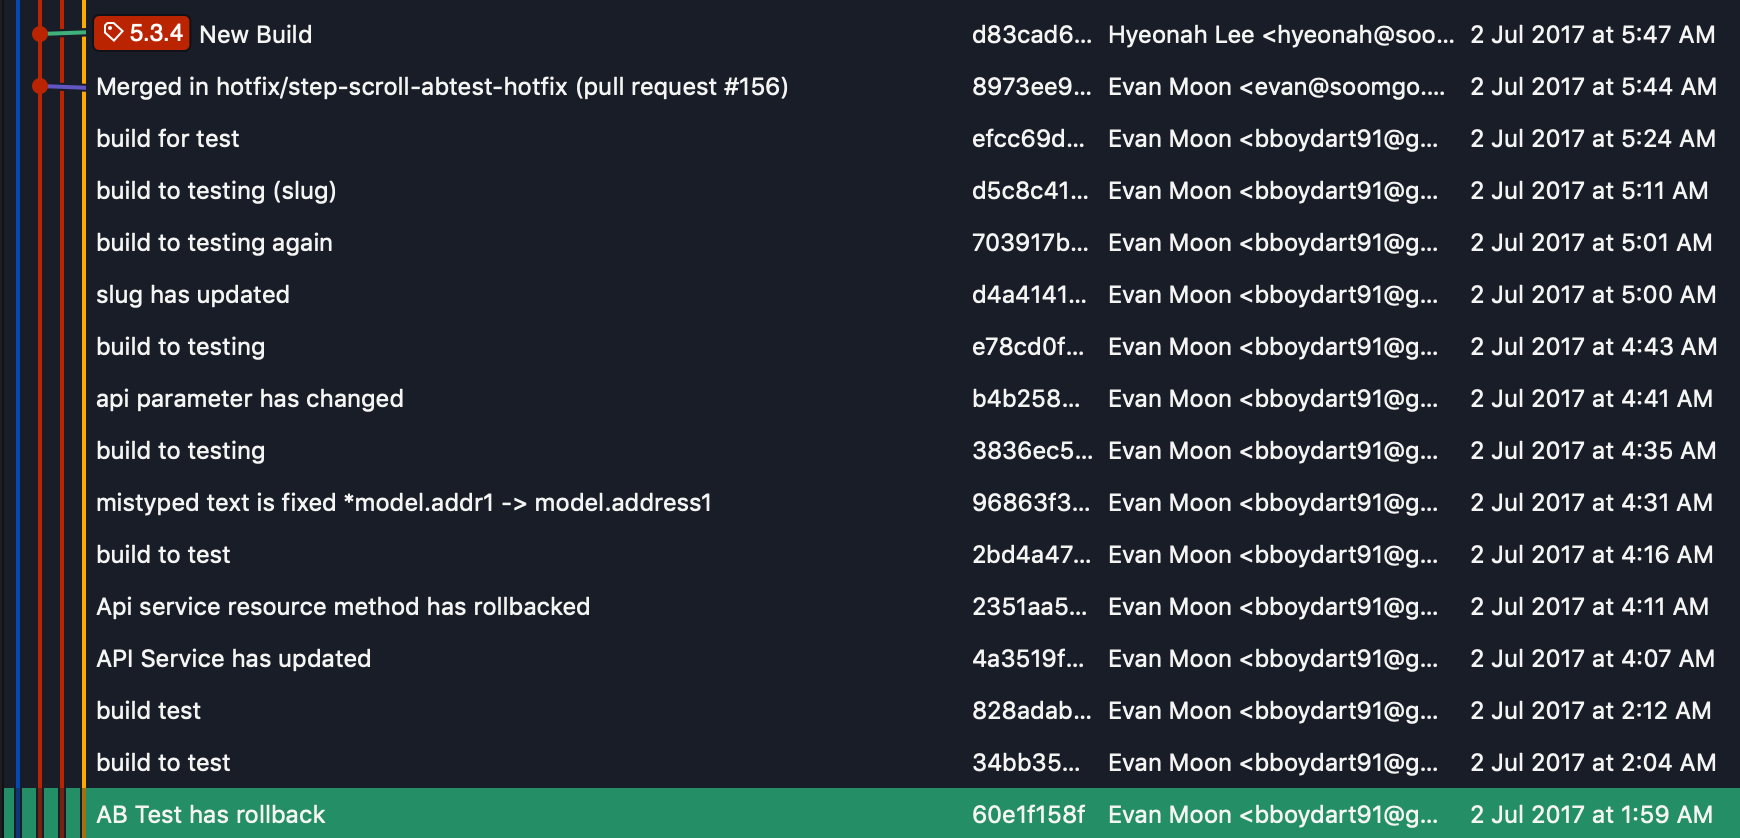 5.3.4 New Build d83cad6... Hyeonah Lee <hyeonah@soo... 2 Jul 2017 at 5:47 AM
Merged in hotfix/step-scroll-abtest-hotfix (pull request #156) 8973ee9... Evan Moon <evan@soomgo.... 2 Jul 2017 at 5:44 AM
build for test efcc69d... Evan Moon <bboydart91@g... 2 Jul 2017 at 5:24 AM
build to testing (slug) d5c8c41... Evan Moon <bboydart91@g... 2 Jul 2017 at 5:11 AM
build to testing again 703917b... Evan Moon <bboydart91@g... 2 Jul 2017 at 5:01 AM
slug has updated d4a4141... Evan Moon <bboydart91@g... 2 Jul 2017 at 5:00 AM
build to testing e78cd0f... Evan Moon <bboydart91@g... 2 Jul 2017 at 4:43 AM
api parameter has changed b4b258... Evan Moon <bboydart91@g... 2 Jul 2017 at 4:41 AM
build to testing 3836ec5... Evan Moon <bboydart91@g... 2 Jul 2017 at 4:35 AM
mistyped text is fixed *model.addr1 -> model.address1 96863f3... Evan Moon <bboydart91@g... 2 Jul 2017 at 4:31 AM
build to test 2bd4a47... Evan Moon <bboydart91@g... 2 Jul 2017 at 4:16 AM
Api service resource method has rollbacked 2351aa5... Evan Moon <bboydart91@g... 2 Jul 2017 at 4:11 AM
API Service has updated 4a3519f... Evan Moon <bboydart91@g... 2 Jul 2017 at 4:07 AM
build test 828adab... Evan Moon <bboydart91@g... 2 Jul 2017 at 2:12 AM
build to test 34bb35... Evan Moon <bboydart91@g... 2 Jul 2017 at 2:04 AM
AB Test has rollback 60e1f158f Evan Moon <bboydart91@g... 2 Jul 2017 at 1:59 AM